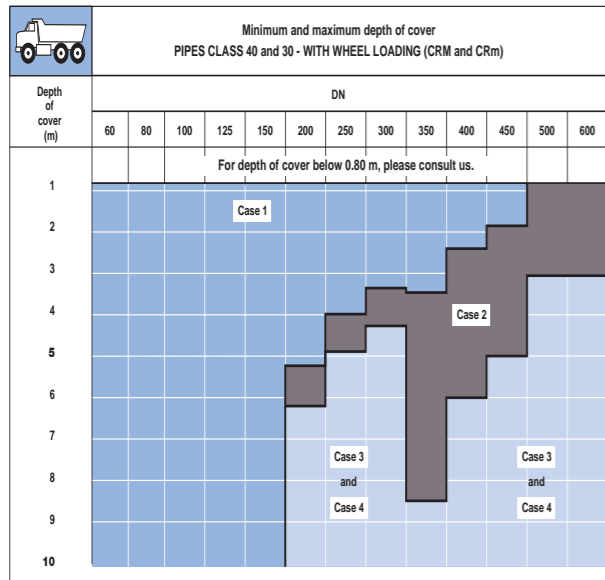 Minimum and maximum depth of cover
PIPES CLASS 40 and 30 - WITH WHEEL LOADING (CRM and CRm)
Depth
of
cover
(m)
DN
60 80 100 125 150 200 250 300 350 400 450 500 600
For depth of cover below 0.80 m, please consult us.
1
Case 1
2
3
4
Case 2
5
6
7
Case 3 Case 3
8
and and
Case 4 Case 4
9
10